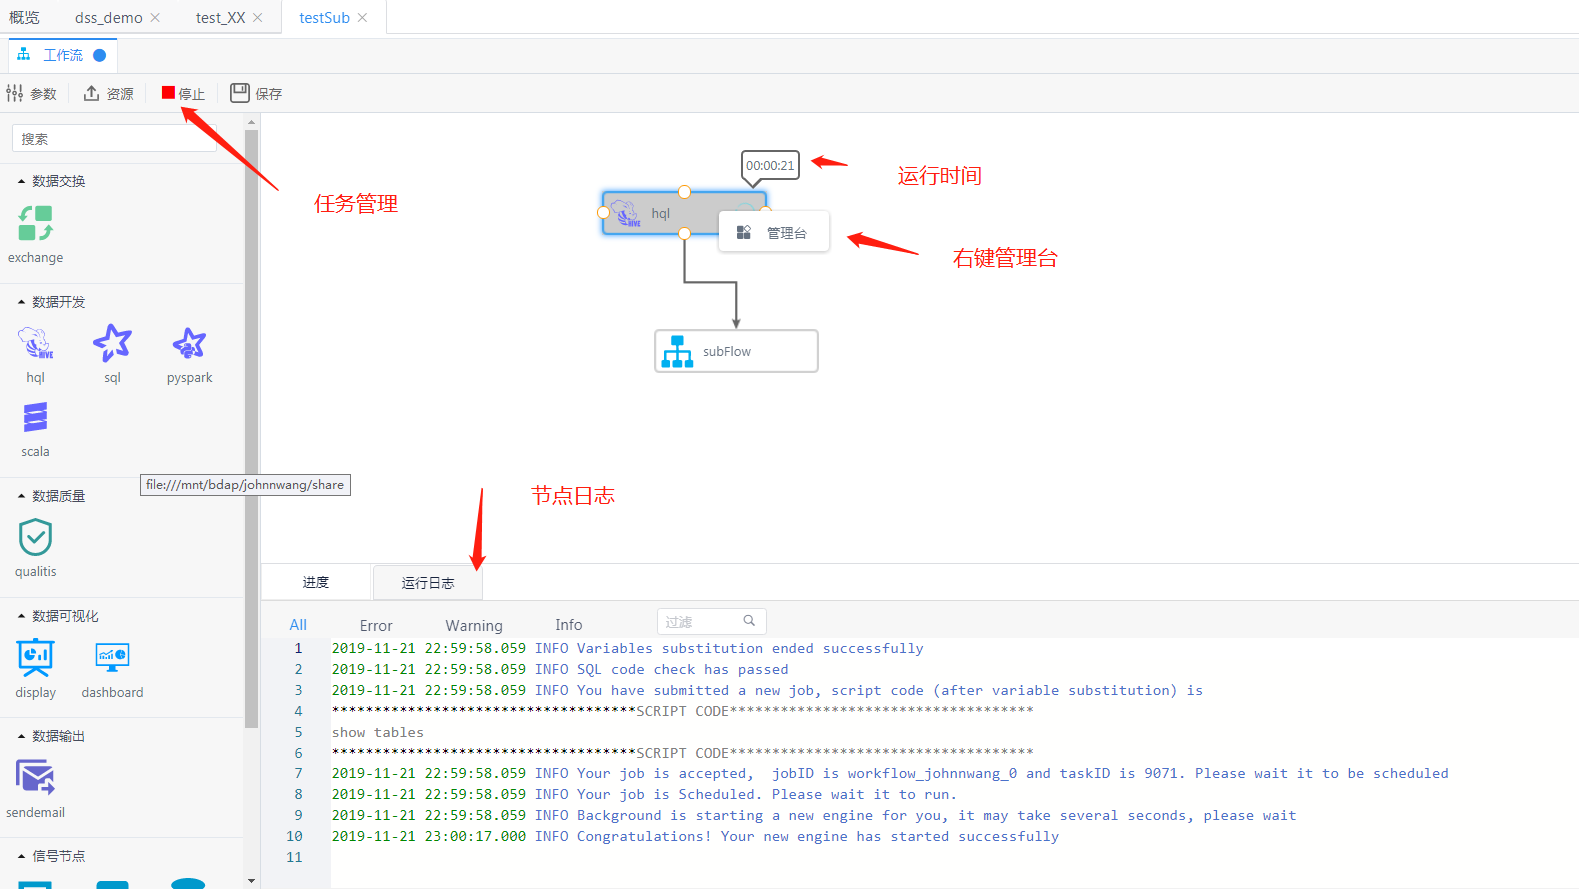 概览 dss_demo test_XX testSub
工作流
参数 资源 停止 保存
搜索
数据交换
exchange
数据开发
hql sql pyspark
scala
数据质量
qualitis
数据可视化
display dashboard
数据输出
sendemail
信号节点
file:///mnt/bdap/johnnwang/share
任务管理
00:00:21
运行时间
hql
HIVE
管理台
右键管理台
subFlow
节点日志
进度 运行日志
All Error Warning Info 过滤
1 2019-11-21 22:59:58.059 INFO Variables substitution ended successfully
2 2019-11-21 22:59:58.059 INFO SQL code check has passed
3 2019-11-21 22:59:58.059 INFO You have submitted a new job, script code (after variable substitution) is
4 ************************************SCRIPT CODE************************************
5 show tables
6 ************************************SCRIPT CODE************************************
7 2019-11-21 22:59:58.059 INFO Your job is accepted,  jobID is workflow_johnnwang_0 and taskID is 9071. Please wait it to be scheduled
8 2019-11-21 22:59:58.059 INFO Your job is Scheduled. Please wait it to run.
9 2019-11-21 22:59:58.059 INFO Background is starting a new engine for you, it may take several seconds, please wait
10 2019-11-21 23:00:17.000 INFO Congratulations! Your new engine has started successfully
11